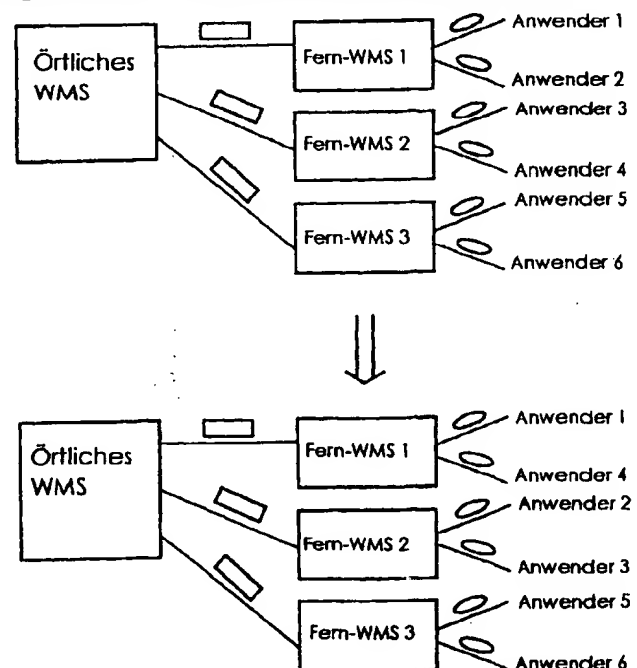 Anwender 1
Örtliches
WMS
Fern-WMS 1
Anwender 2
Anwender 3
Fern-WMS 2
Anwender 4
Anwender 5
Fern-WMS 3
Anwender 6
Anwender 1
Örtliches
WMS
Fern-WMS 1
Anwender 4
Anwender 2
Fern-WMS 2
Anwender 3
Anwender 5
Fern-WMS 3
Anwender 6